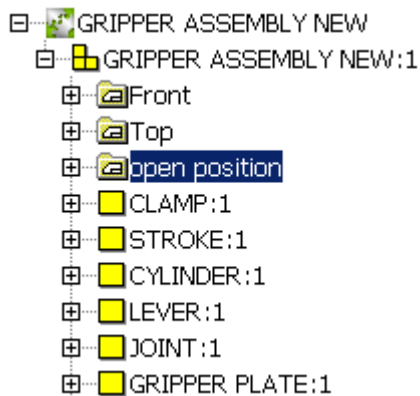 GRIPPER ASSEMBLY NEW
GRIPPER ASSEMBLY NEW:1
Front
Top
open position
CLAMP:1
STROKE:1
CYLINDER:1
LEVER:1
JOINT:1
GRIPPER PLATE:1